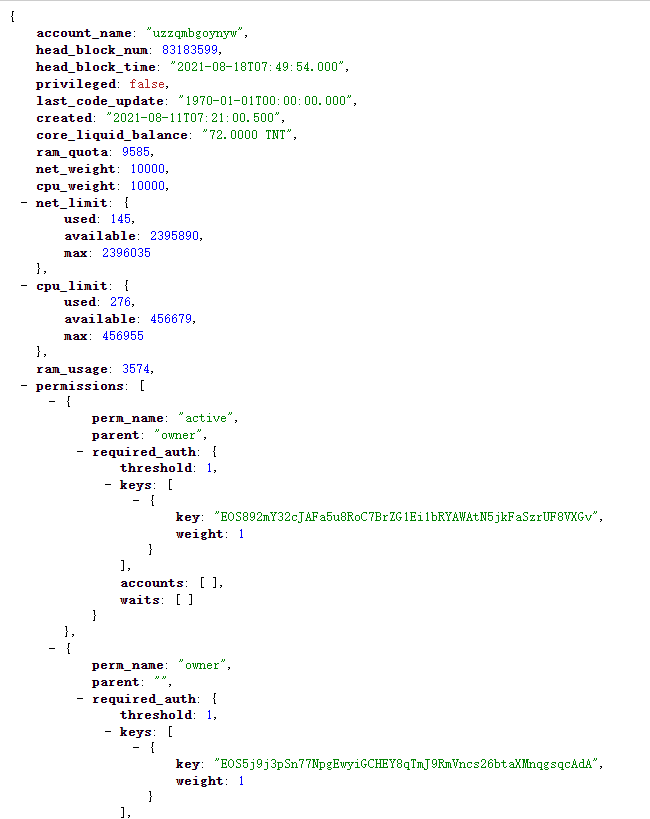 {
account_name: "uzzqmbgoynyw",
head_block_num: 83183599,
head_block_time: "2021-08-18T07:49:54.000",
privileged: false,
last_code_update: "1970-01-01T00:00:00.000",
created: "2021-08-11T07:21:00.500",
core_liquid_balance: "72.0000 TNT",
ram_quota: 9585,
net_weight: 10000,
cpu_weight: 10000,
- net_limit: {
used: 145,
available: 2395890,
max: 2396035
},
- cpu_limit: {
used: 276,
available: 456679,
max: 456955
},
ram_usage: 3574,
- permissions: [
- {
perm_name: "active",
parent: "owner",
- required_auth: {
threshold: 1,
- keys: [
- {
key: "EOS892mY32cJAFa5u8RoC7BrZG1Ei1bRYAWAtN5jkFaSzrUF8VXGv",
weight: 1
}
],
accounts: [ ],
waits: [ ]
}
},
- {
perm_name: "owner",
parent: "",
- required_auth: {
threshold: 1,
- keys: [
- {
key: "EOS5j9j3pSn77NpgEwyiGCHEY8qTmJ9RmVncs26btaXMnqgsqcAdA",
weight: 1
}
],